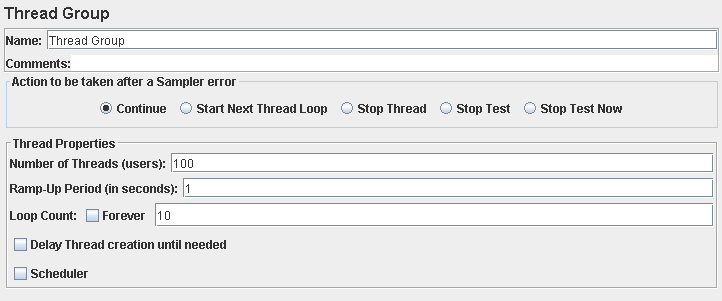 Thread Group
Name: Thread Group
Comments:
Action to be taken after a Sampler error
Continue Start Next Thread Loop Stop Thread Stop Test Stop Test Now
Thread Properties
Number of Threads (users): 100
Ramp-Up Period (in seconds): 1
Loop Count: Forever 10
Delay Thread creation until needed
Scheduler